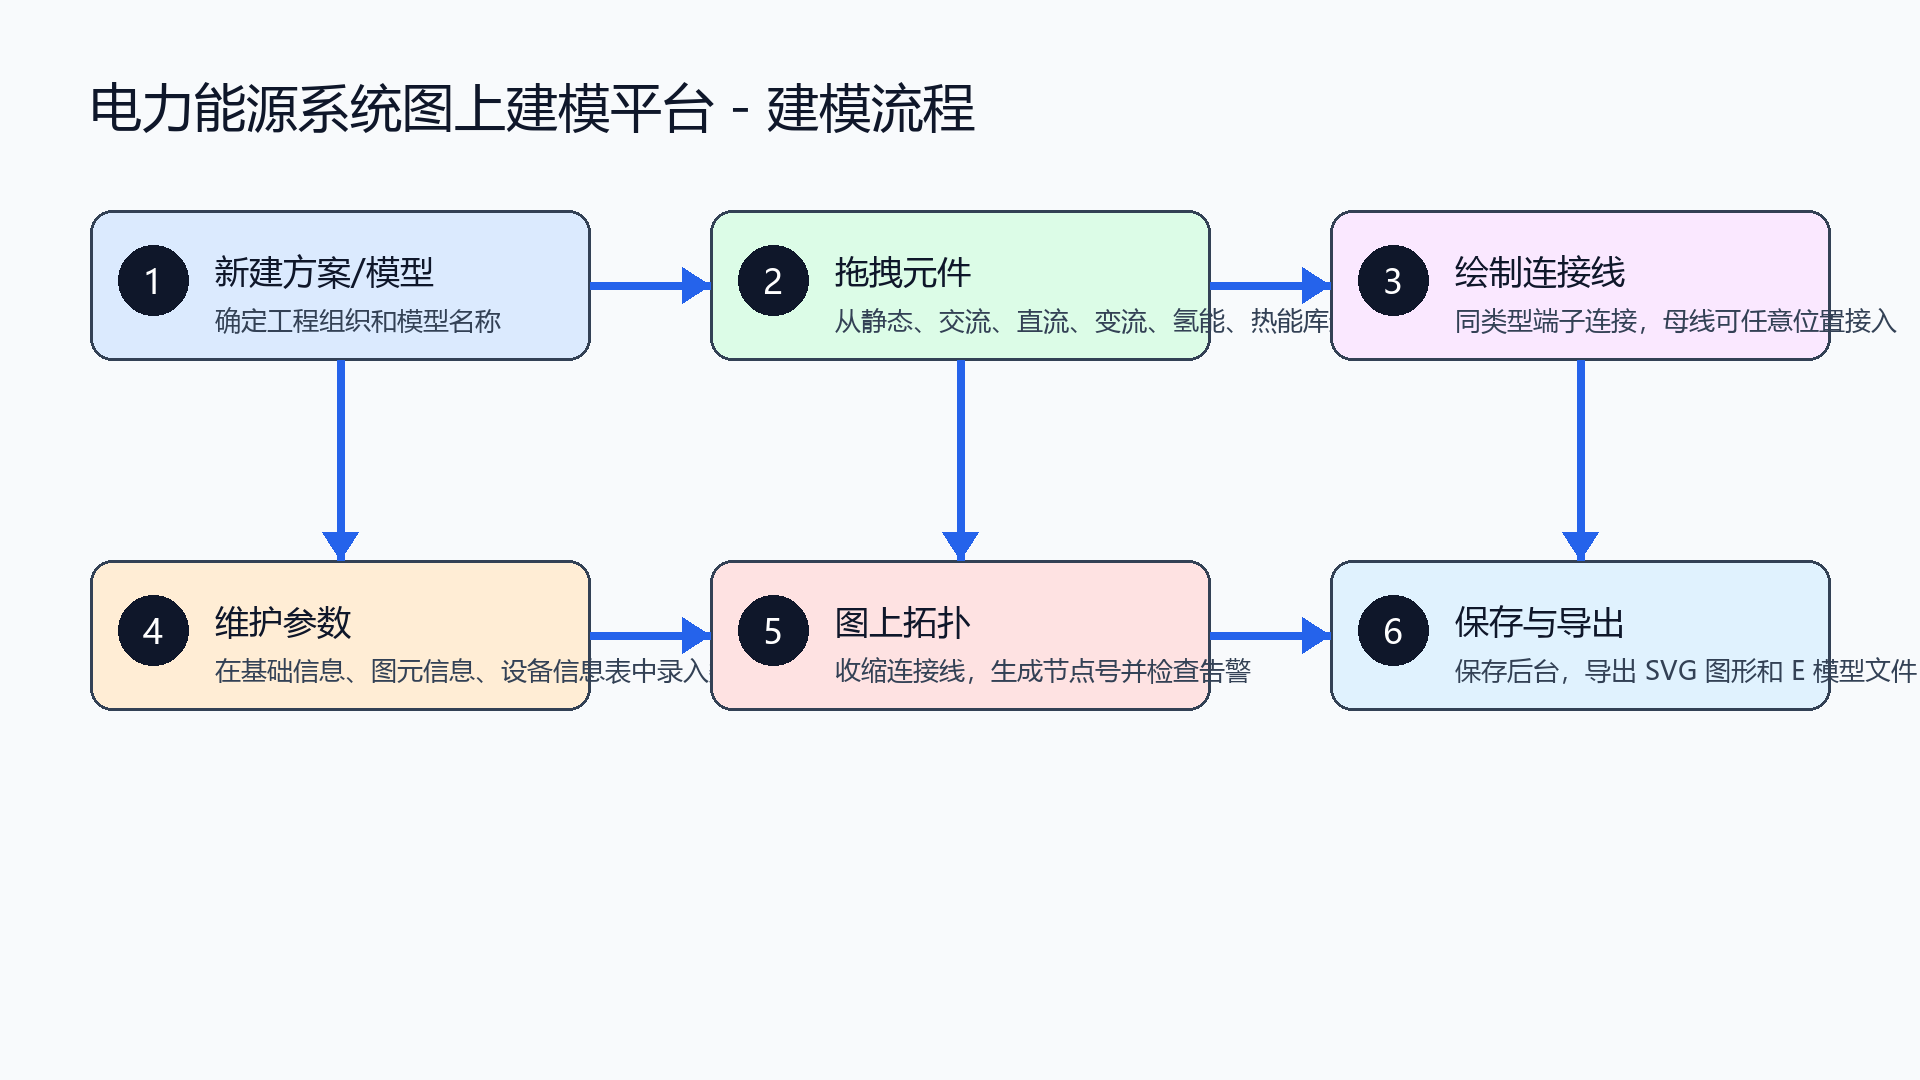 电力能源系统图上建模平台 - 建模流程
1
新建方案/模型
确定工程组织和模型名称
2
拖拽元件
从静态、交流、直流、变流、氢能、热能库
3
绘制连接线
同类型端子连接，母线可任意位置接入
4
维护参数
在基础信息、图元信息、设备信息表中录入
5
图上拓扑
收缩连接线，生成节点号并检查告警
6
保存与导出
保存后台，导出 SVG 图形和 E 模型文件